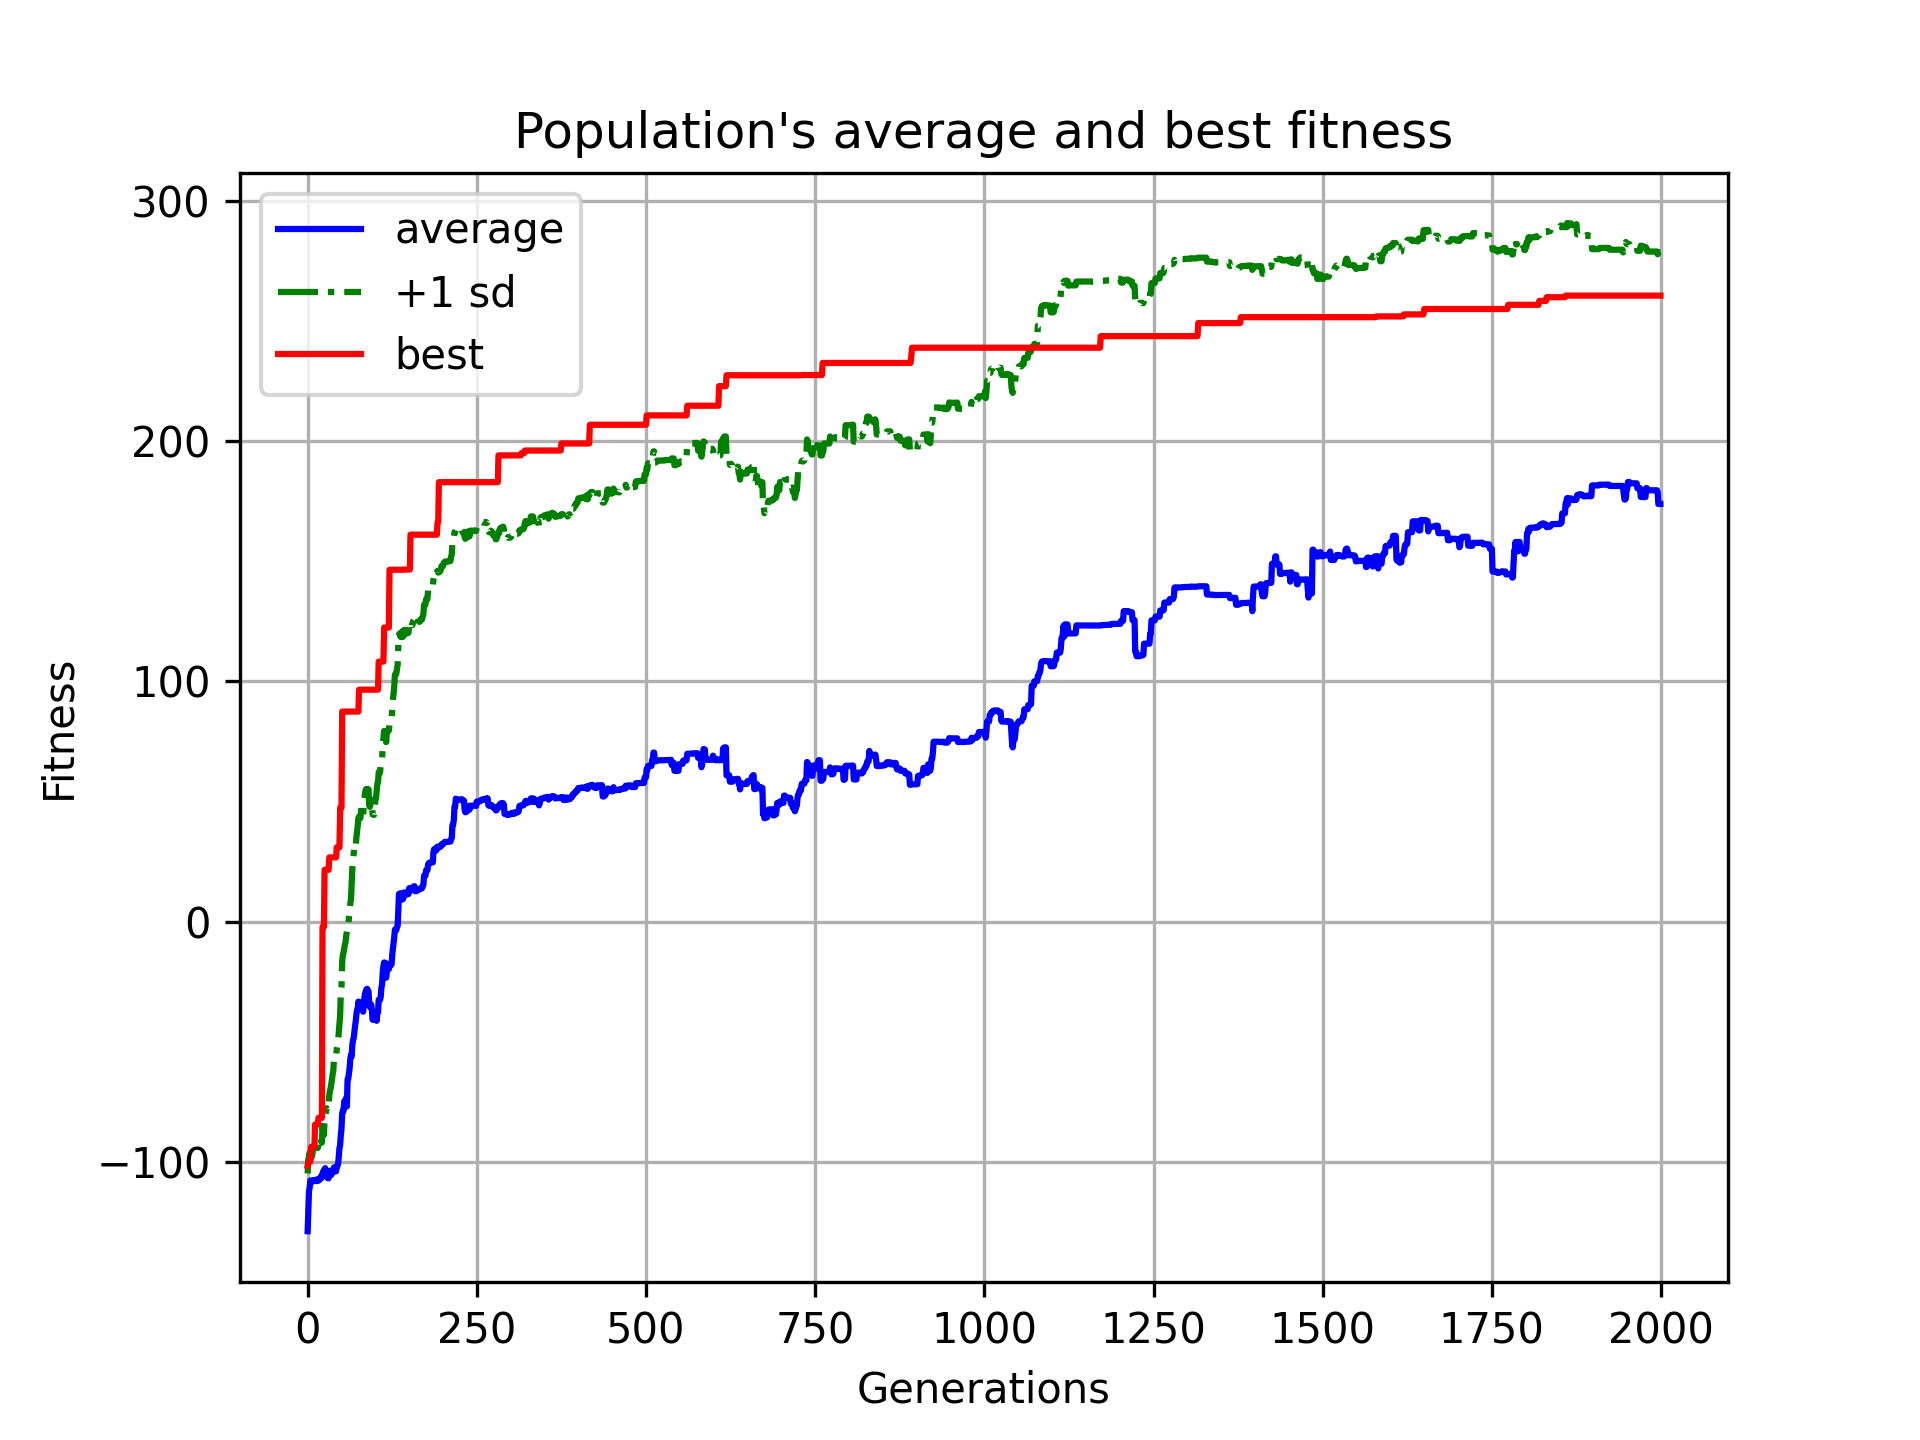 Population's average and best fitness
300
200
100
0
−100
Fitness
average
+1 sd
best
0 250 500 750 1000 1250 1500 1750 2000
Generations